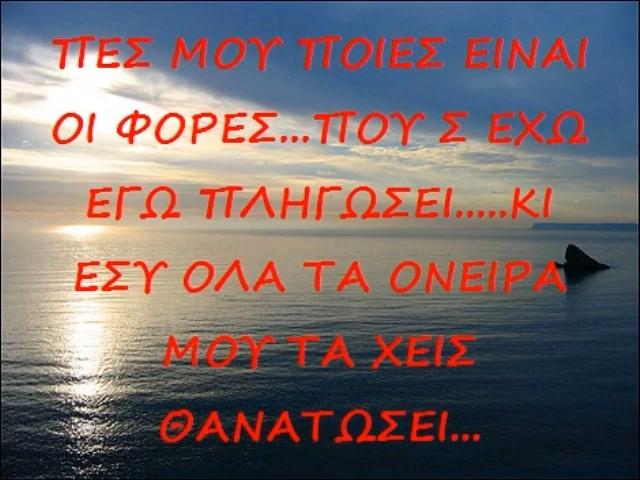 ΠΕΣ ΜΟΥ ΠΟΙΕΣ ΕΙΝΑΙ
ΟΙ ΦΟΡΕΣ...ΠΟΥ Σ ΕΧΩ
ΕΓΩ ΠΛΗΓΩΣΕΙ.....ΚΙ
ΕΣΥ ΟΛΑ ΤΑ ΟΝΕΙΡΑ
ΜΟΥ ΤΑ ΧΕΙΣ
ΘΑΝΑΤΩΣΕΙ...